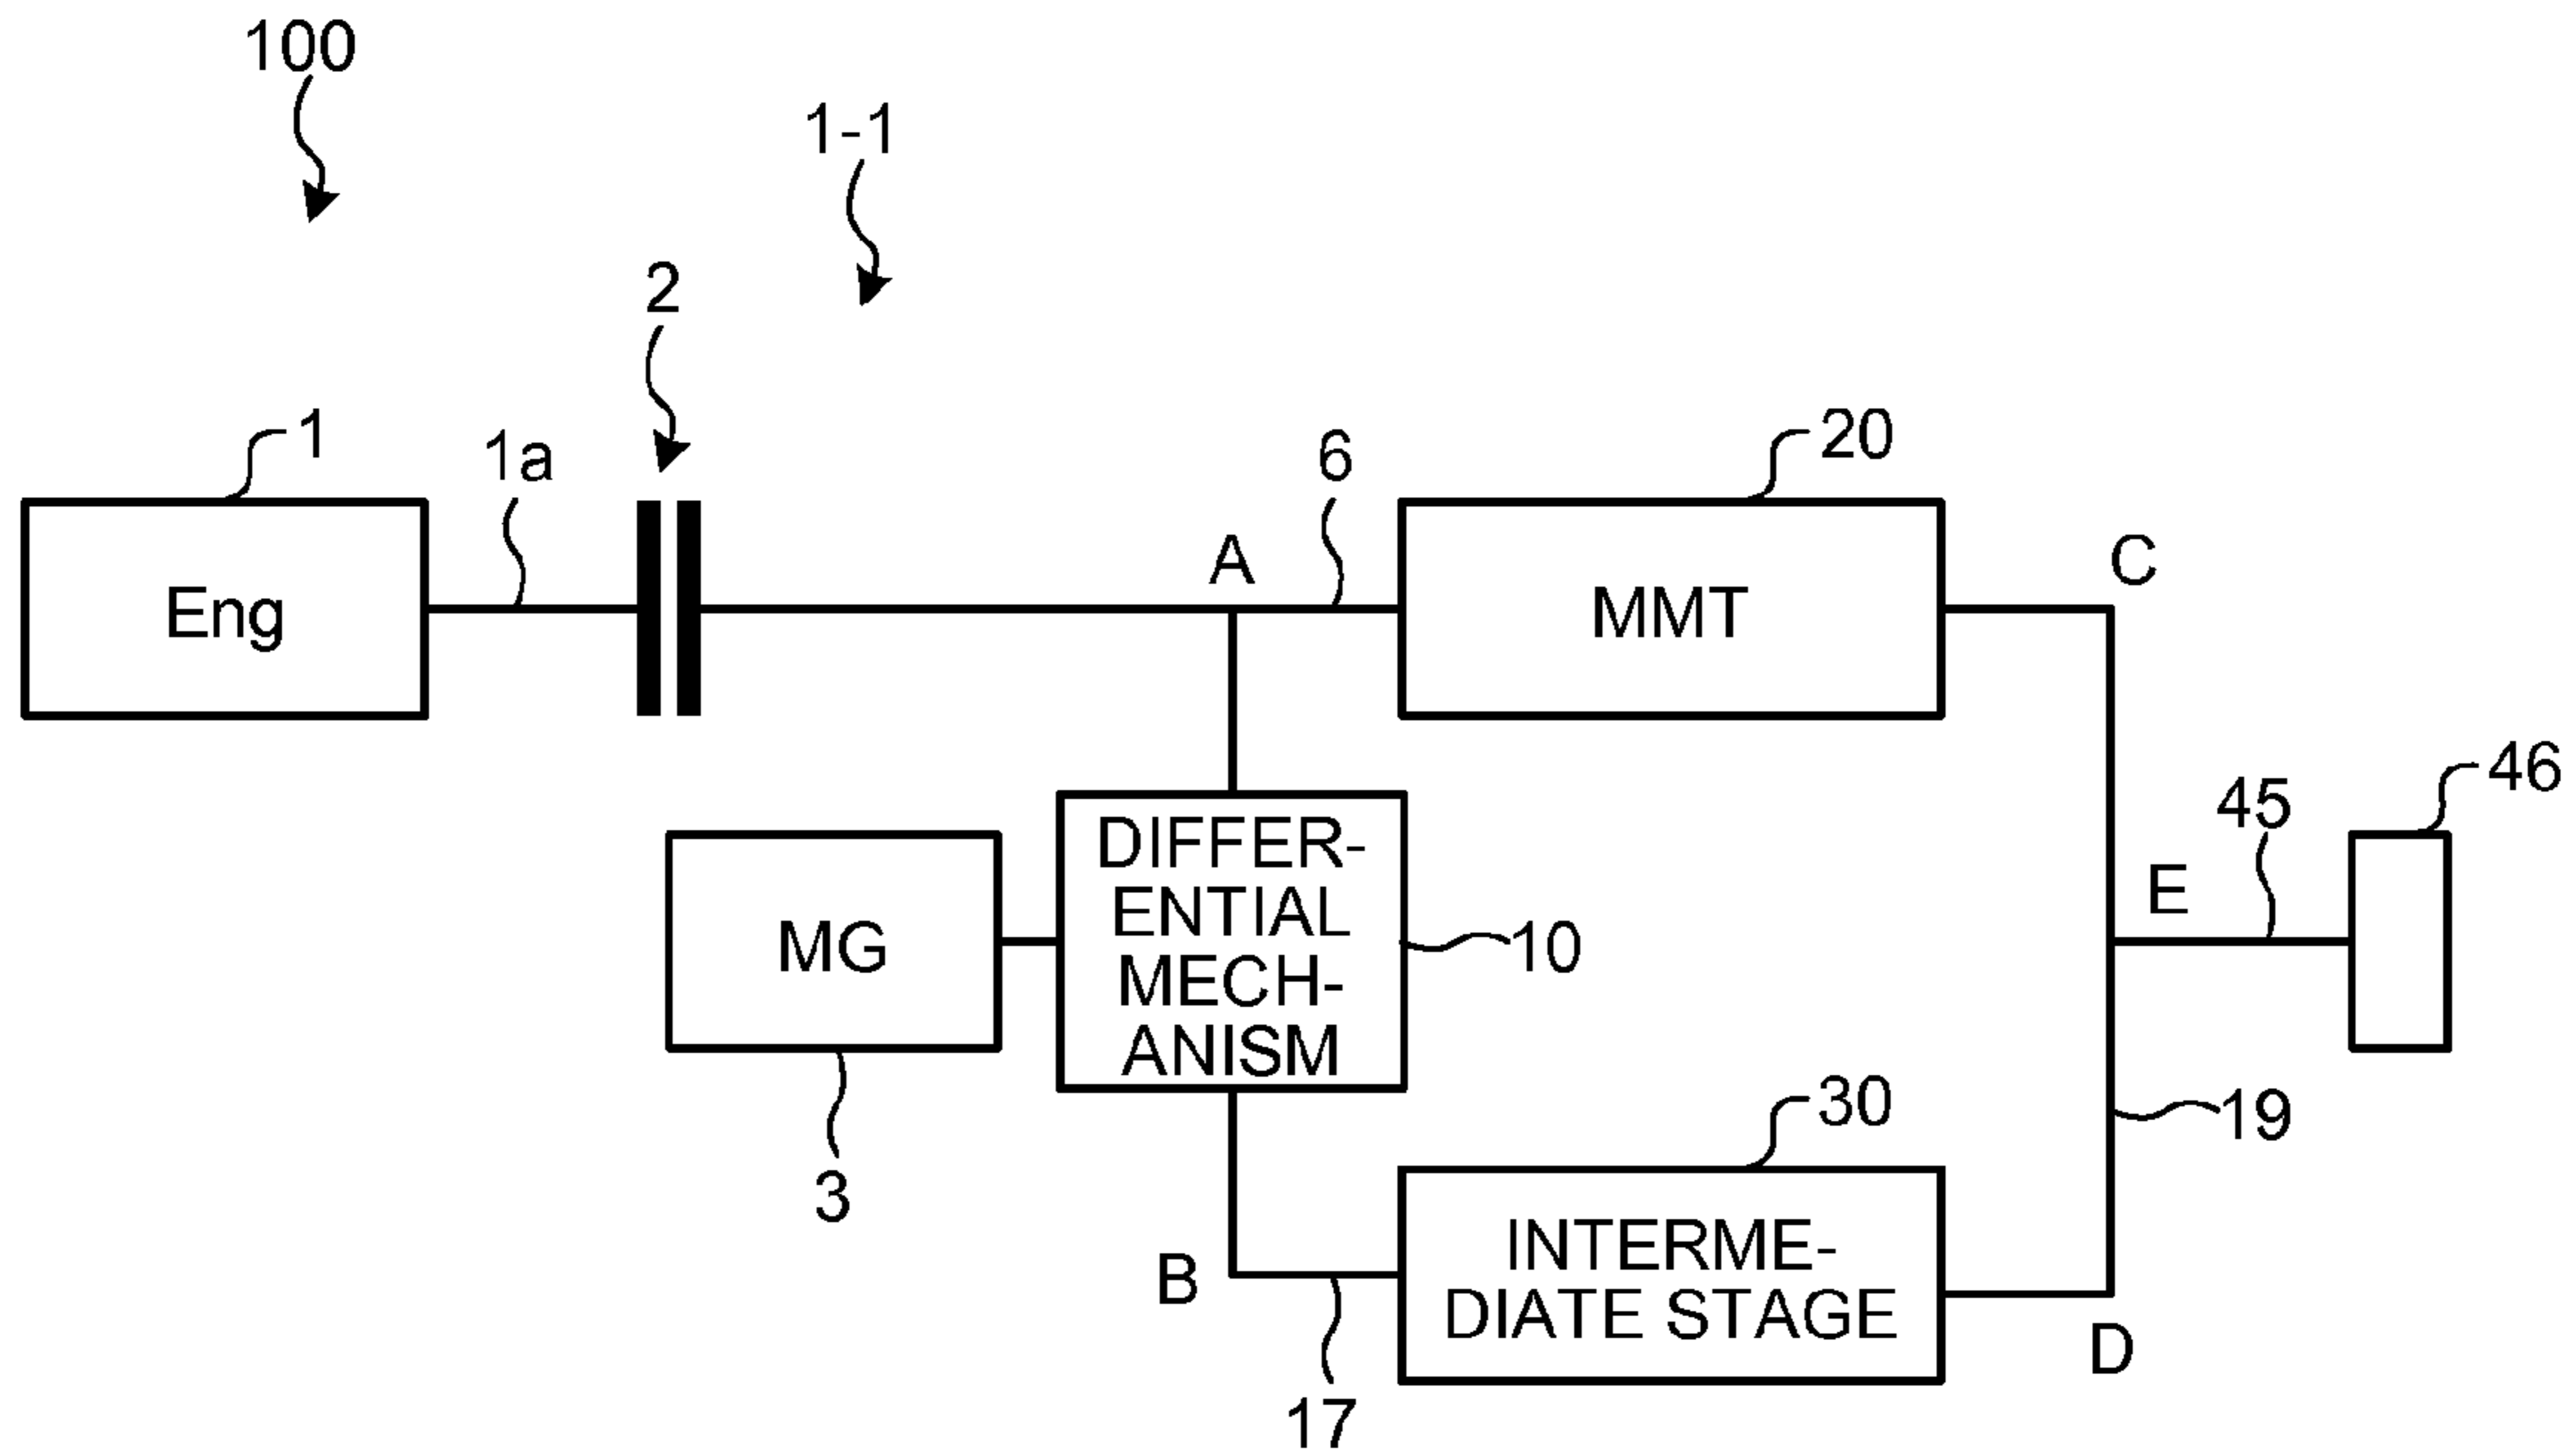 100
1-1
2
1
1a
6
20
A
C
Eng
MMT
46
45
DIFFER-
ENTIAL
MECH-
ANISM
E
MG
10
30
19
3
B
INTERME-
DIATE STAGE
D
17